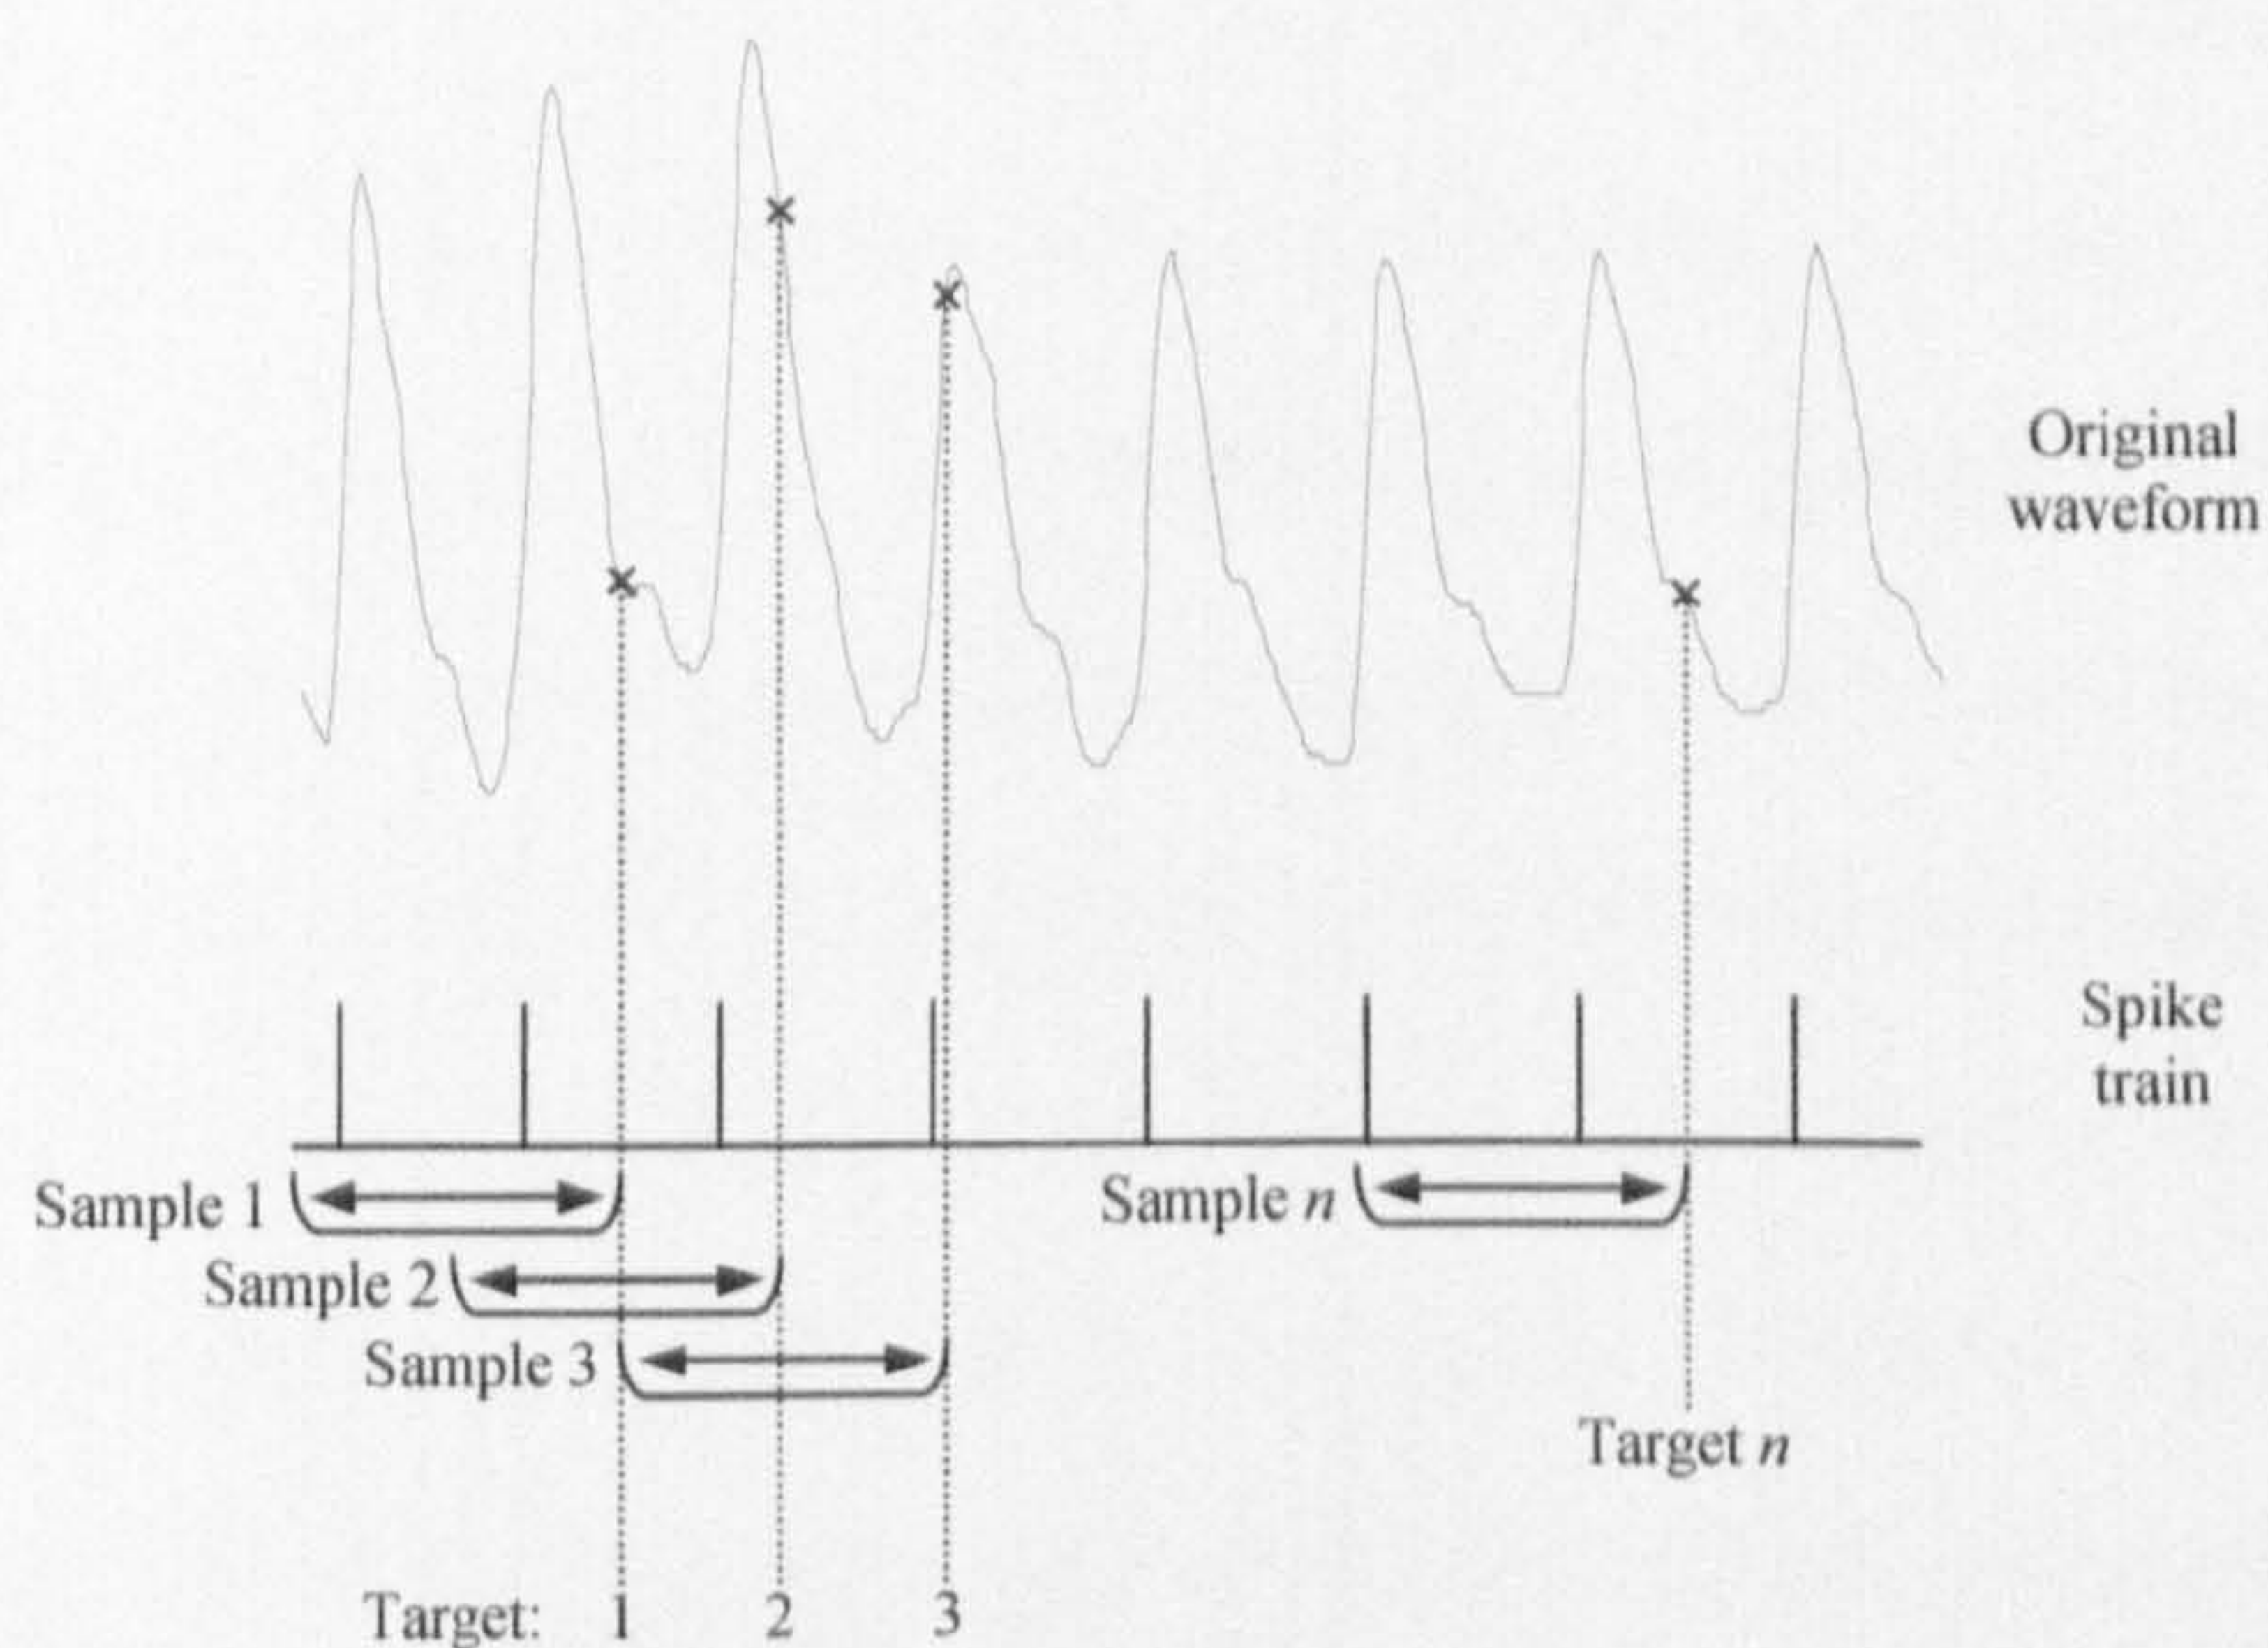 Original
waveform
Spike
train
Sample 1
Sample n
Sample 2
Sample 3
Target n
Target: 1 2 3